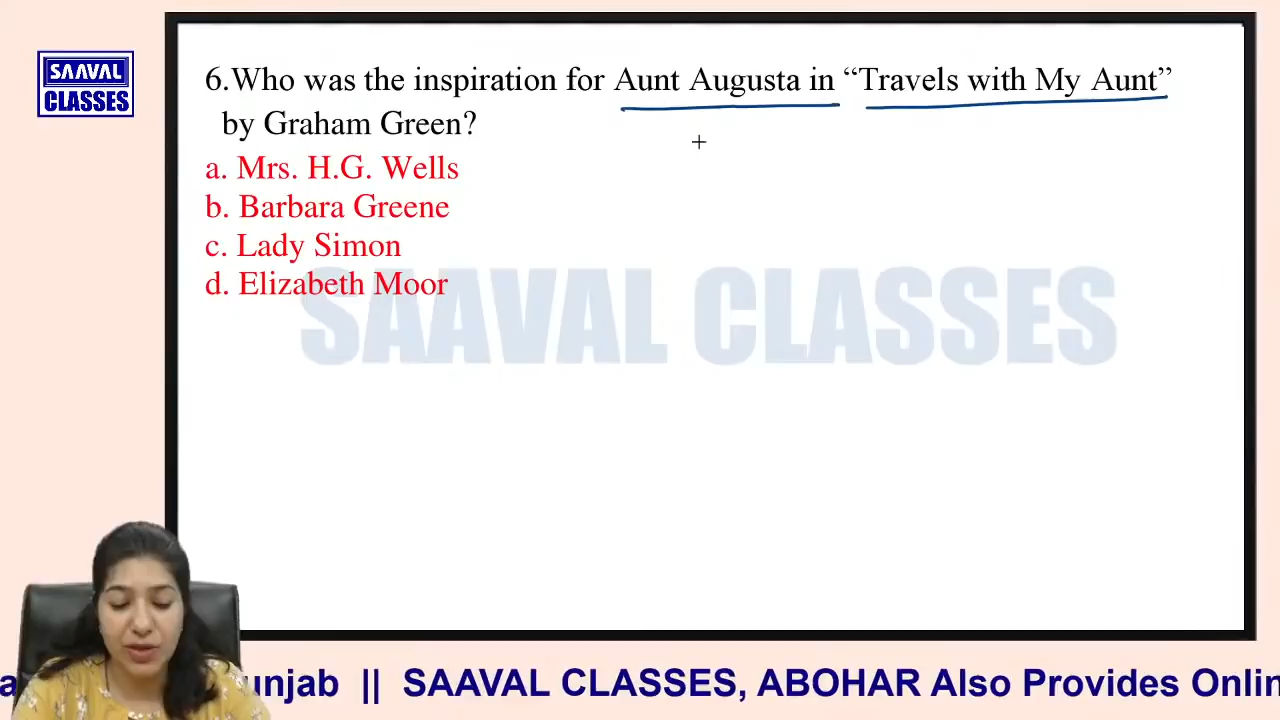 SAAVAL
CLASSES
6.Who was the inspiration for Aunt Augusta in “Travels with My Aunt”
by Graham Green?
a. Mrs. H.G. Wells
b. Barbara Greene
c. Lady Simon
d. Elizabeth Moor
SAAVAL CLASSES
unjab || SAAVAL CLASSES, ABOHAR Also Provides Onlin